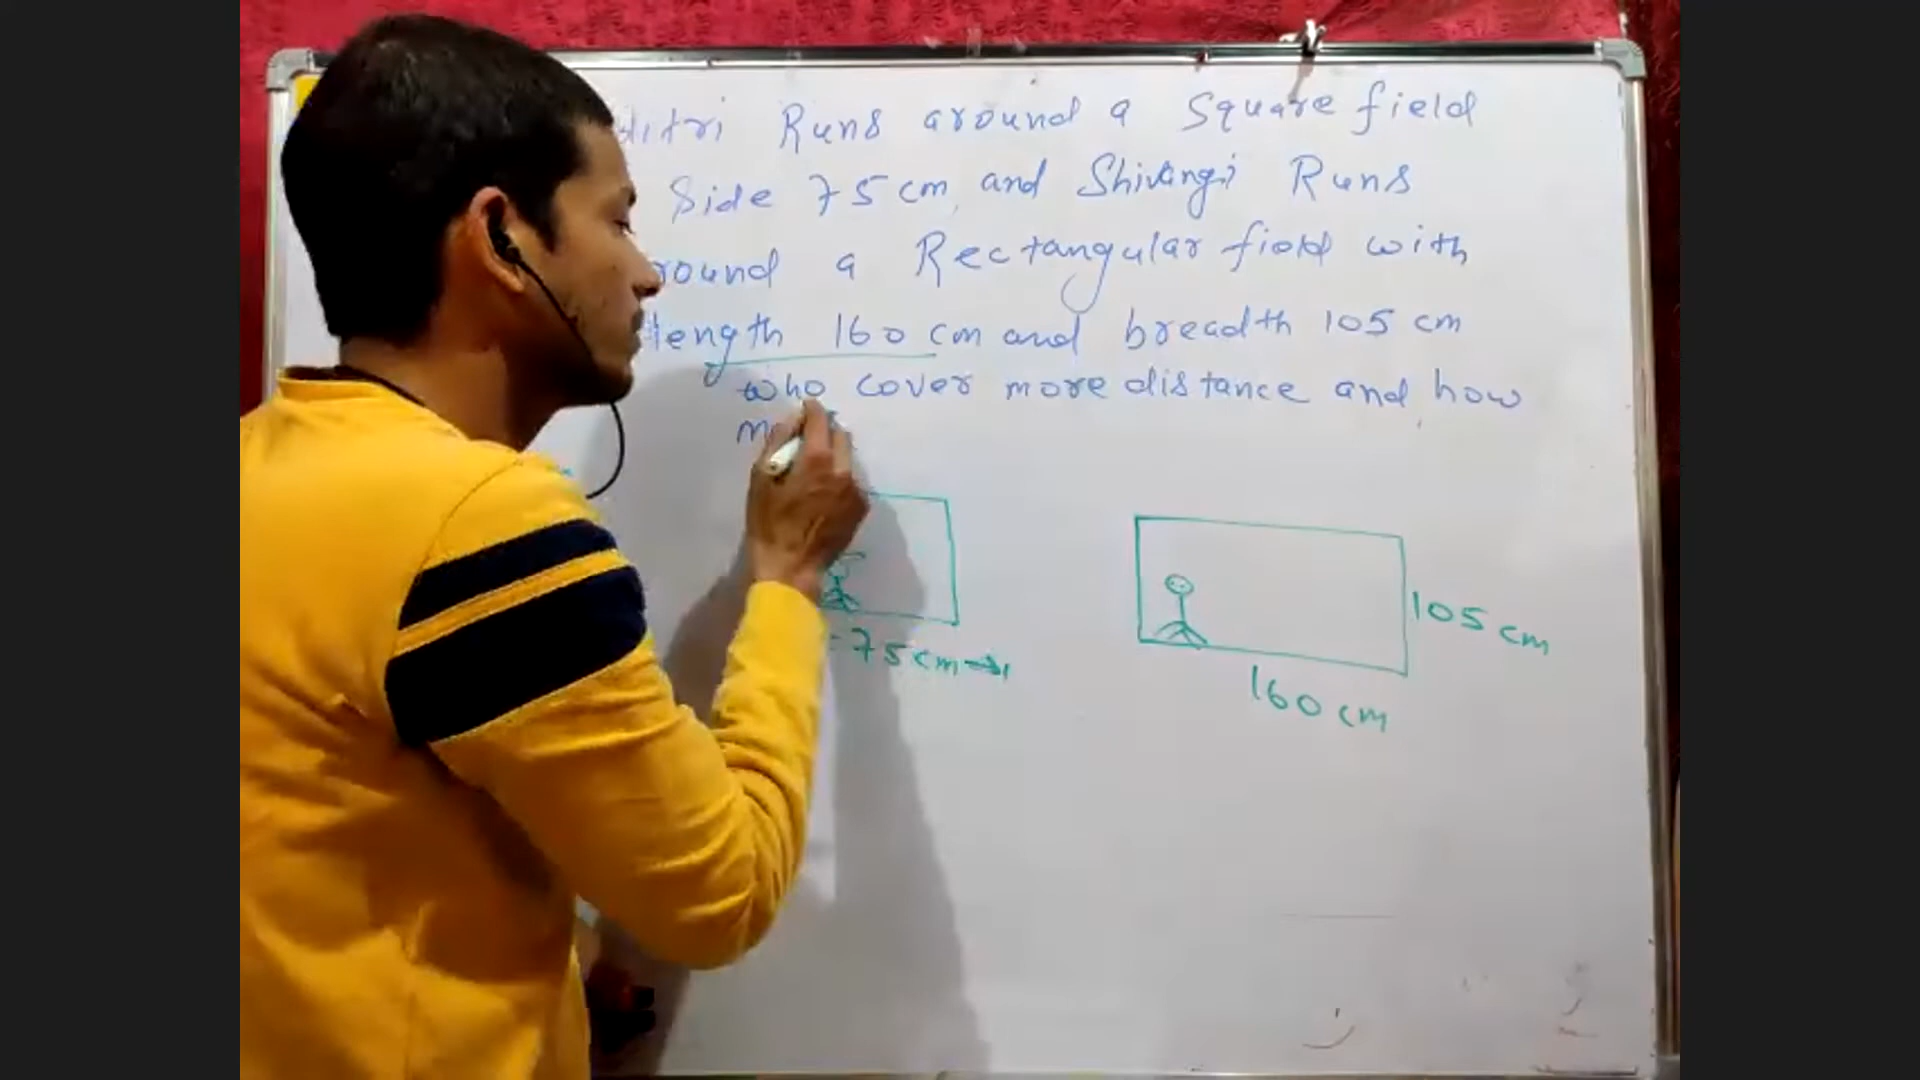 Runs around a Square field
Side 75 cm, and Shivangi Runs
a Rectangular field with
length 160 cm and breadth 105 cm
who cover more distance and how
75 cm
105 cm
160 cm